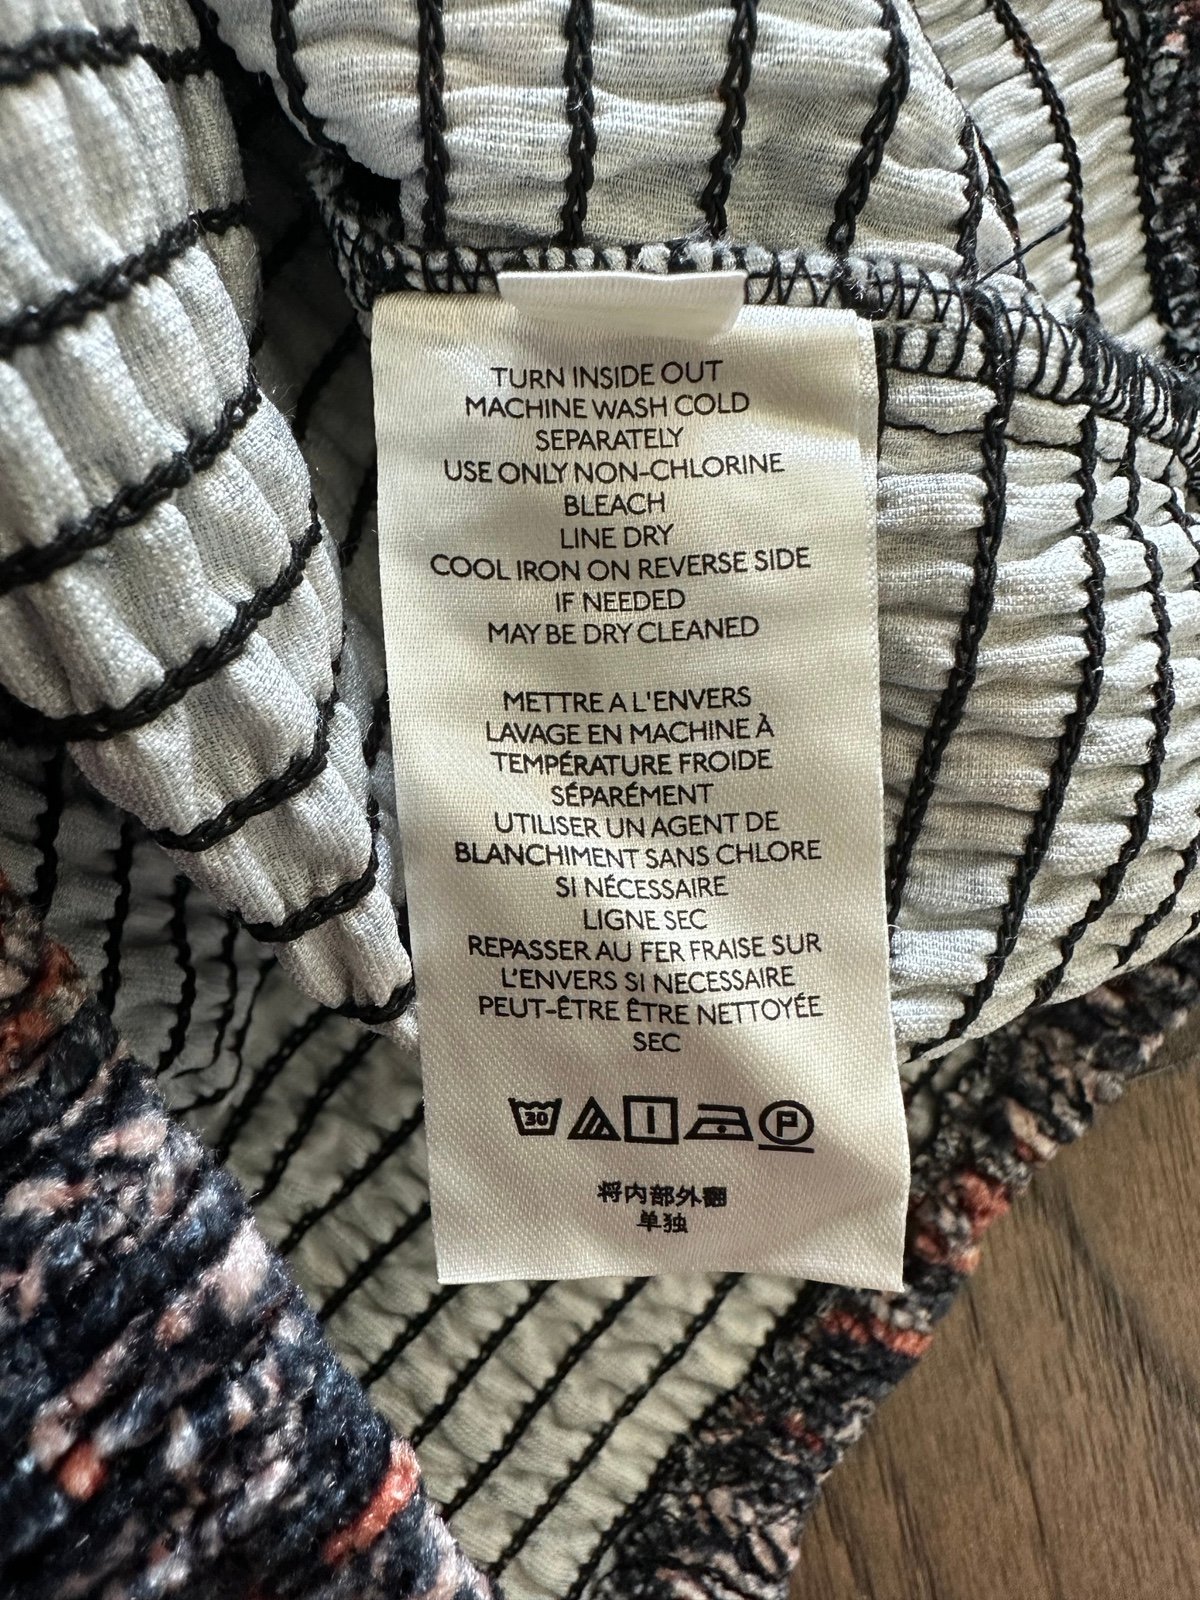 TURN INSIDE OUT
MACHINE WASH COLD
SEPARATELY
USE ONLY NON-CHLORINE
BLEACH
LINE DRY
COOL IRON ON REVERSE SIDE
IF NEEDED
MAY BE DRY CLEANED
METTRE A L'ENVERS
LAVAGE EN MACHINE À
TEMPÉRATURE FROIDE
SÉPARÉMENT
UTILISER UN AGENT DE
BLANCHIMENT SANS CHLORE
SI NÉCESSAIRE
LIGNE SEC
REPASSER AU FER FRAISE SUR
L'ENVERS SI NECESSAIRE
PEUT-ÊTRE ÊTRE NETTOYÉE
SEC
30 P
将内部外翻
单独